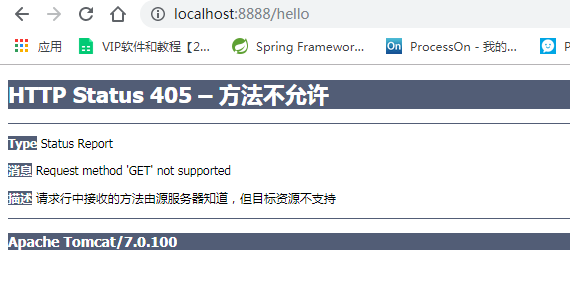 localhost:8888/hello
应用 VIP软件和教程【2... Spring Framewor... ProcessOn - 我的...
HTTP Status 405 – 方法不允许
Type Status Report
消息 Request method 'GET' not supported
描述 请求行中接收的方法由源服务器知道，但目标资源不支持
Apache Tomcat/7.0.100